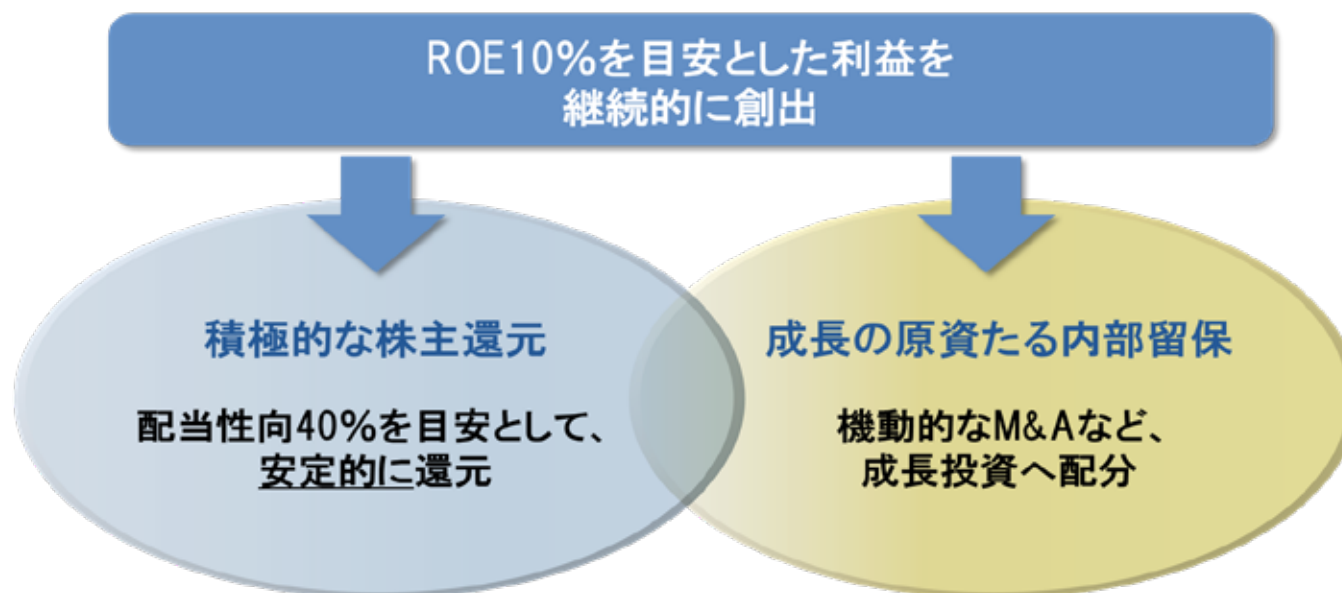 ROE10%を目安とした利益を
継続的に創出
積極的な株主還元
配当性向40%を目安として、
安定的に還元
成長の原資たる内部留保
機動的なM&Aなど、
成長投資へ配分